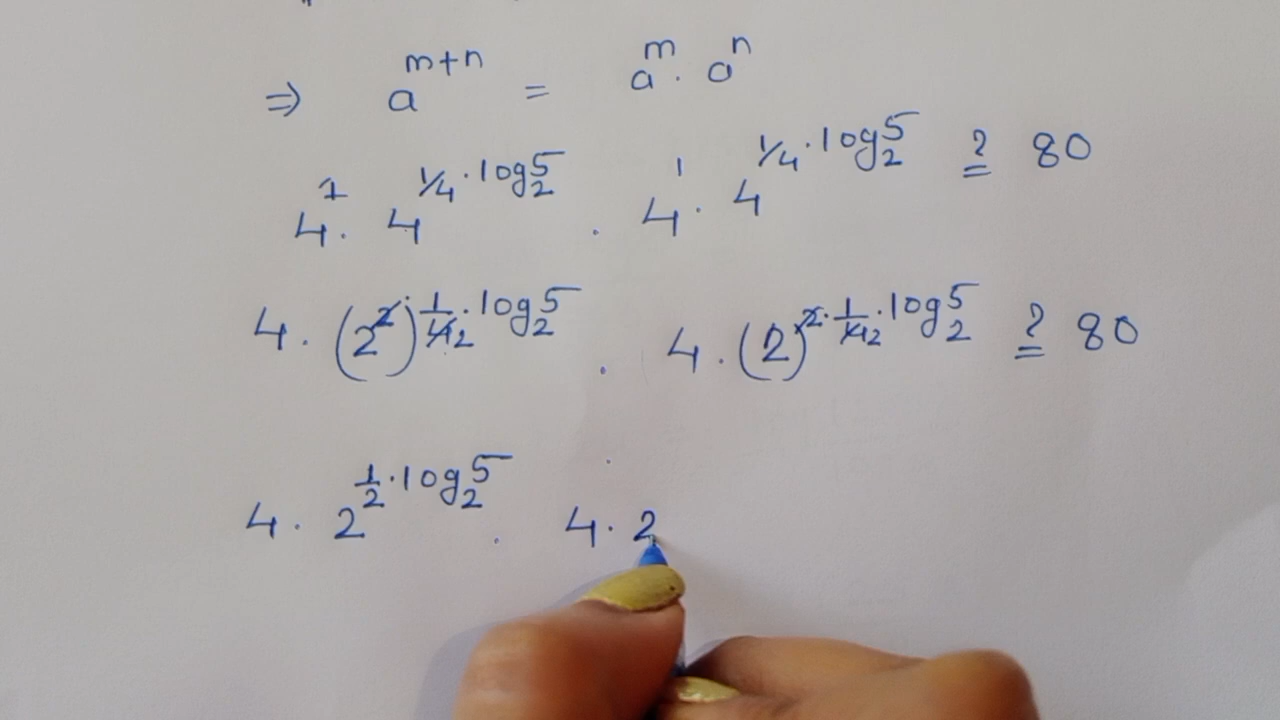 ⇒ a^{m+n} = a^m · a^n
4^1 · 4^{1/4 · log_2 5} · 4^1 · 4^{1/4 · log_2 5} ≟ 80
4 · (2^2)^{· 1/4 2 · log_2 5} · 4 · (2)^{2 · 1/4 2 · log_2 5} ≟ 80
4 · 2^{1/2 · log_2 5} · 4 · 2